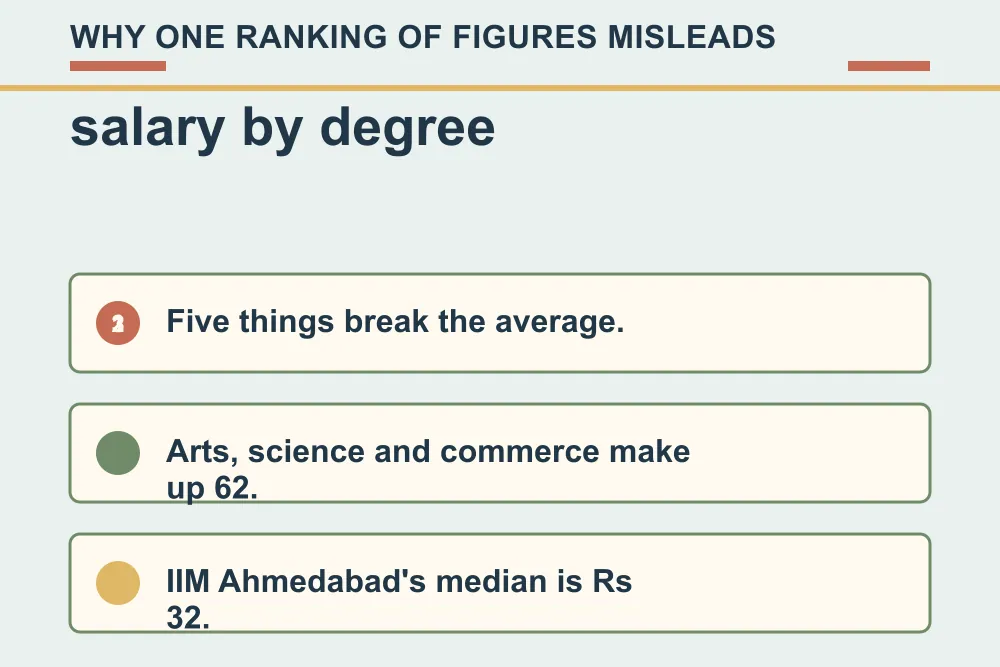 WHY ONE RANKING OF FIGURES MISLEADS
salary by degree
Five things break the average.
Arts, science and commerce make
up 62.
IIM Ahmedabad's median is Rs
32.